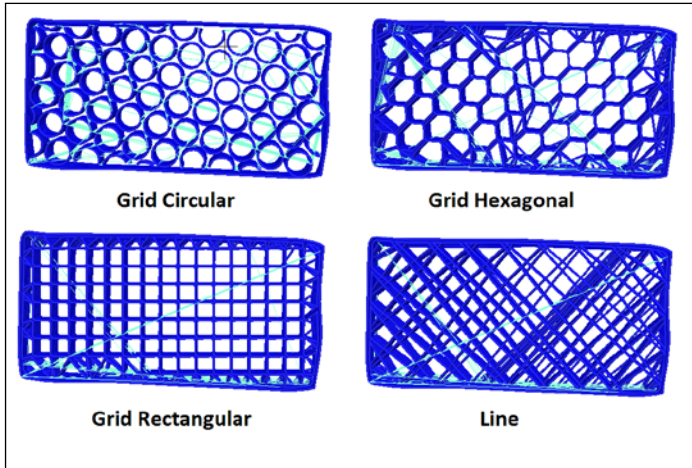 Grid Circular
Grid Hexagonal
Grid Rectangular
Line